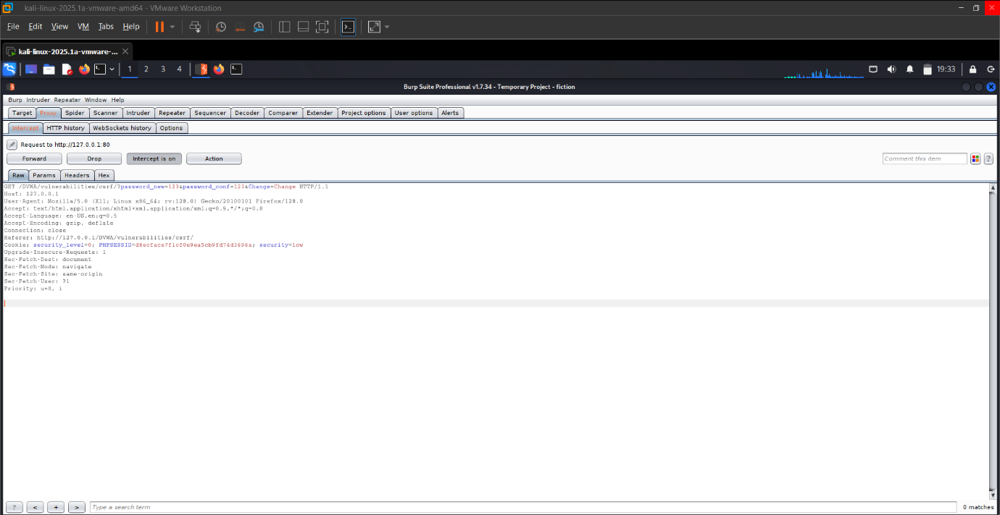 kali-linux-2025.1a-vmware-amd64 - VMware Workstation
File Edit View VM Tabs Help
kali-linux-2025.1a-vmware-...
1 2 3 4 19:33
Burp Suite Professional v1.7.34 - Temporary Project - fiction
Burp Intruder Repeater Window Help
Target Proxy Spider Scanner Intruder Repeater Sequencer Decoder Comparer Extender Project options User options Alerts
Intercept HTTP history WebSockets history Options
Request to http://127.0.0.1:80
Forward Drop Intercept is on Action Comment this item ?
Raw Params Headers Hex
GET /DVWA/vulnerabilities/csrf/?password_new=123&password_conf=123&Change=Change HTTP/1.1
Host: 127.0.0.1
User-Agent: Mozilla/5.0 (X11; Linux x86_64; rv:128.0) Gecko/20100101 Firefox/128.0
Accept: text/html,application/xhtml+xml,application/xml;q=0.9,*/*;q=0.8
Accept-Language: en-US,en;q=0.5
Accept-Encoding: gzip, deflate
Connection: close
Referer: http://127.0.0.1/DVWA/vulnerabilities/csrf/
Cookie: security_level=0; PHPSESSID=d8ecface7f1cf0e9ea5cb9fd74d3696a; security=low
Upgrade-Insecure-Requests: 1
Sec-Fetch-Dest: document
Sec-Fetch-Mode: navigate
Sec-Fetch-Site: same-origin
Sec-Fetch-User: ?1
Priority: u=0, i
? < + > Type a search term 0 matches